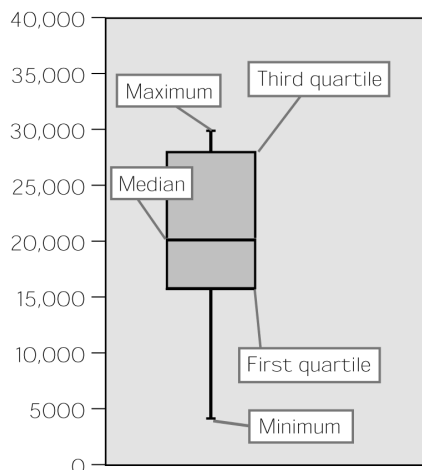 40,000
35,000
Third quartile
Maximum
30,000
25,000
Median
20,000
15,000
10,000
First quartile
5000
Minimum
0